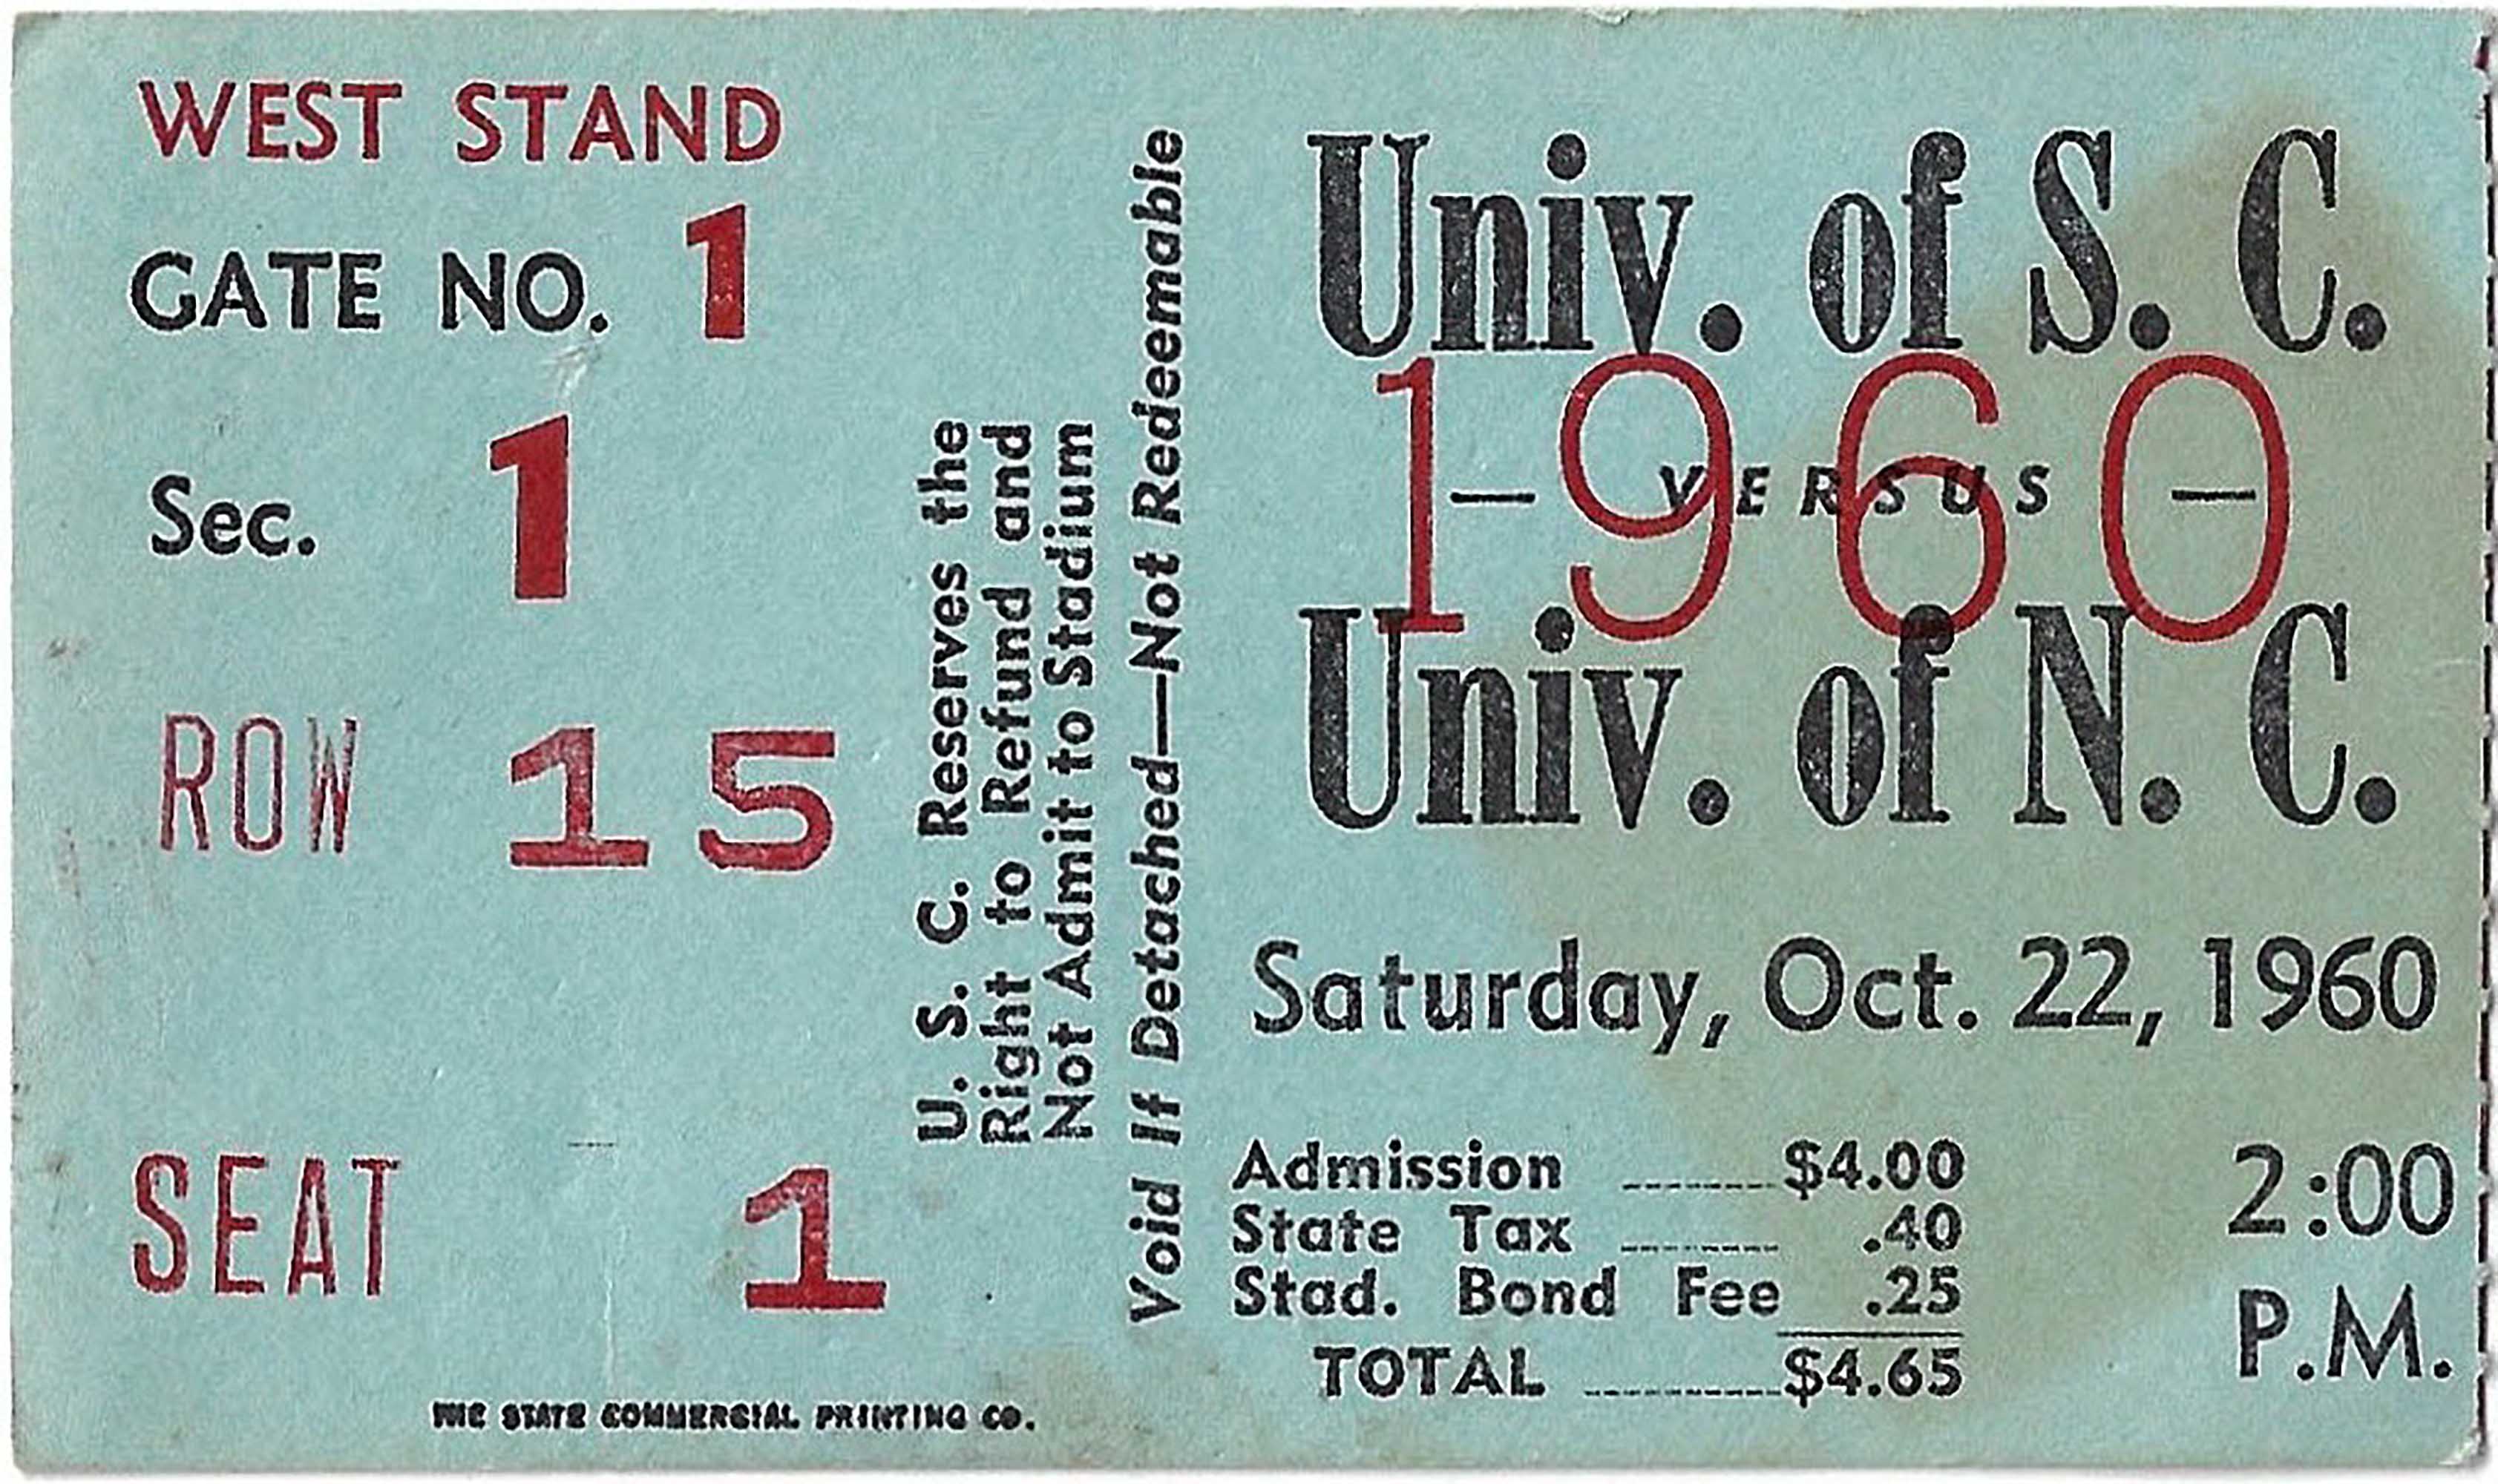 WEST STAND
GATE NO. 1
Sec. 1
ROW 15
SEAT 1
THE STATE COMMERCIAL PRINTING CO.
U. S. C. Reserves the
Right to Refund and
Not Admit to Stadium
Void If Detached—Not Redeemable
Univ. of S. C.
1960
— VERSUS —
Univ. of N. C.
Saturday, Oct. 22, 1960
Admission ------- $4.00
State Tax ------- .40
Stad. Bond Fee .25
TOTAL ------- $4.65
2:00
P.M.